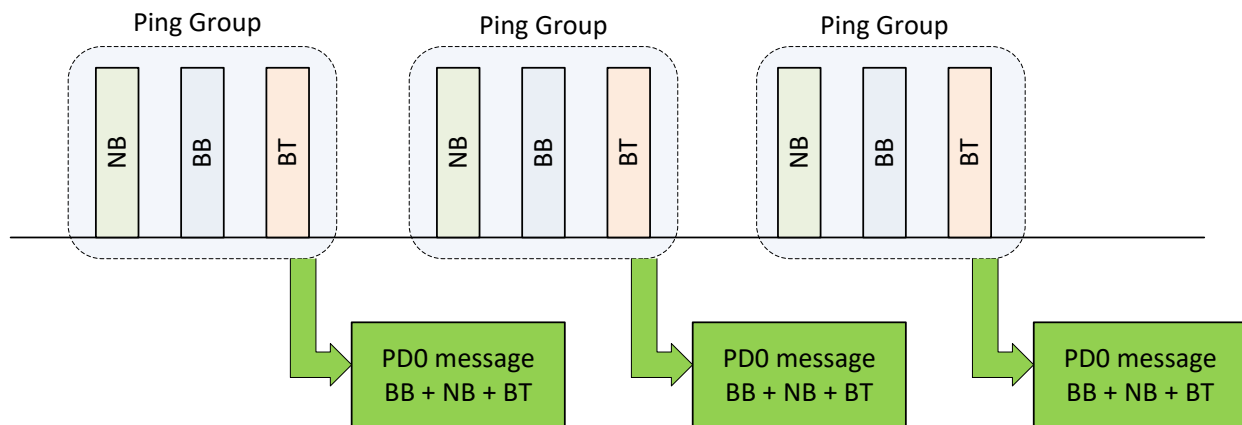 Ping Group
Ping Group
Ping Group
NB
BB
BT
NB
BB
BT
NB
BB
BT
PD0 message
BB + NB + BT
PD0 message
BB + NB + BT
PD0 message
BB + NB + BT